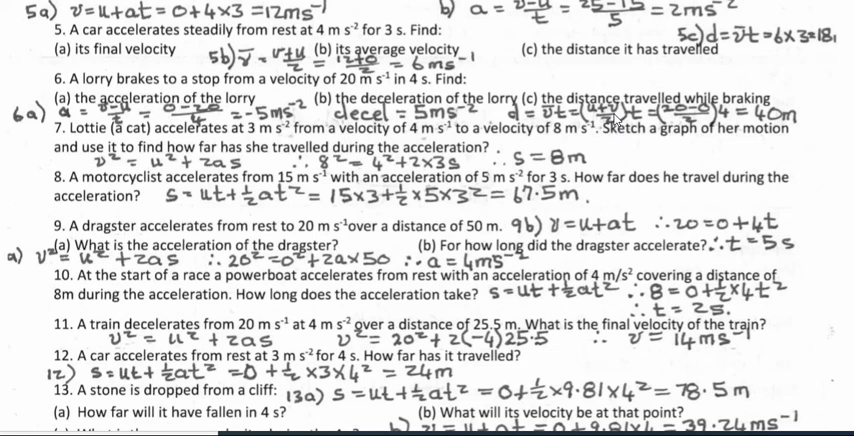 5a) v=u+at=0+4×3=12ms⁻¹ b) a = v-u/t = 25-15/5 = 2ms⁻²
5. A car accelerates steadily from rest at 4 m s⁻² for 3 s. Find:
5c) d=v̅t=6×3=18
(a) its final velocity (b) its average velocity (c) the distance it has travelled
5b) v̅ = v+u/2 = 12+0/2 = 6ms⁻¹
6. A lorry brakes to a stop from a velocity of 20 m s⁻¹ in 4 s. Find:
(a) the acceleration of the lorry (b) the deceleration of the lorry (c) the distance travelled while braking
6a) a = v-u/t = 0-20/4 = -5ms⁻² decel = 5ms⁻² d = v̅t=(u+v/2)t = (20-0/2)4 = 40m
7. Lottie (a cat) accelerates at 3 m s⁻² from a velocity of 4 m s⁻¹ to a velocity of 8 m s⁻¹. Sketch a graph of her motion
and use it to find how far has she travelled during the acceleration?
v² = u² + 2as ∴ 8² = 4² + 2×3s ∴ s = 8m
8. A motorcyclist accelerates from 15 m s⁻¹ with an acceleration of 5 m s⁻² for 3 s. How far does he travel during the
acceleration? s = ut + ½at² = 15×3+½×5×3² = 67.5m.
9. A dragster accelerates from rest to 20 m s⁻¹over a distance of 50 m. 9b) v=u+at ∴20=0+4t
(a) What is the acceleration of the dragster? (b) For how long did the dragster accelerate? ∴t=5s
a) v² = u² + 2as ∴ 20² = 0² + 2a×50 ∴ a = 4ms⁻²
10. At the start of a race a powerboat accelerates from rest with an acceleration of 4 m/s² covering a distance of
8m during the acceleration. How long does the acceleration take? s=ut+½at² ∴ 8=0+½×4t²
∴ t = 2s.
11. A train decelerates from 20 m s⁻¹ at 4 m s⁻² over a distance of 25.5 m. What is the final velocity of the train?
v² = u² + 2as v² = 20² + 2(-4)25.5 ∴ v = 14ms⁻¹
12. A car accelerates from rest at 3 m s⁻² for 4 s. How far has it travelled?
12) s=ut+½at² =0+½×3×4² = 24m
13. A stone is dropped from a cliff: 13a) s = ut+½at² = 0+½×9.81×4² = 78.5m
(a) How far will it have fallen in 4 s? (b) What will its velocity be at that point?
b) v = u+at = 0+9.81×4 = 39.24ms⁻¹